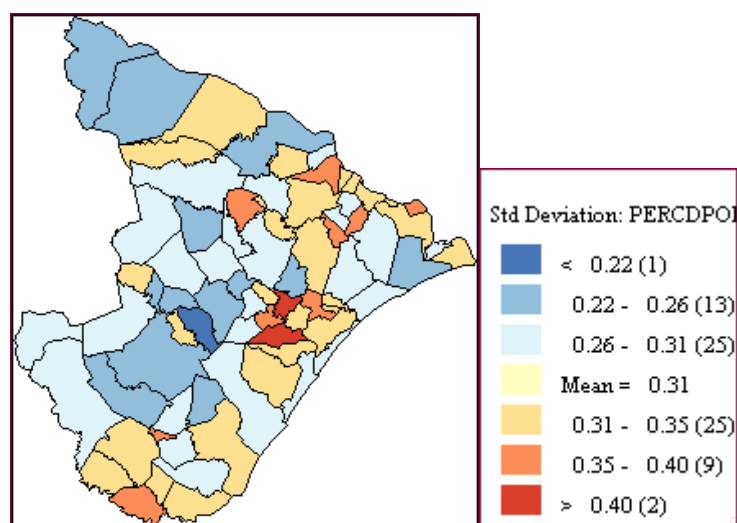 Std Deviation: PERCDPOI
< 0.22 (1)
0.22 - 0.26 (13)
0.26 - 0.31 (25)
Mean = 0.31
0.31 - 0.35 (25)
0.35 - 0.40 (9)
> 0.40 (2)